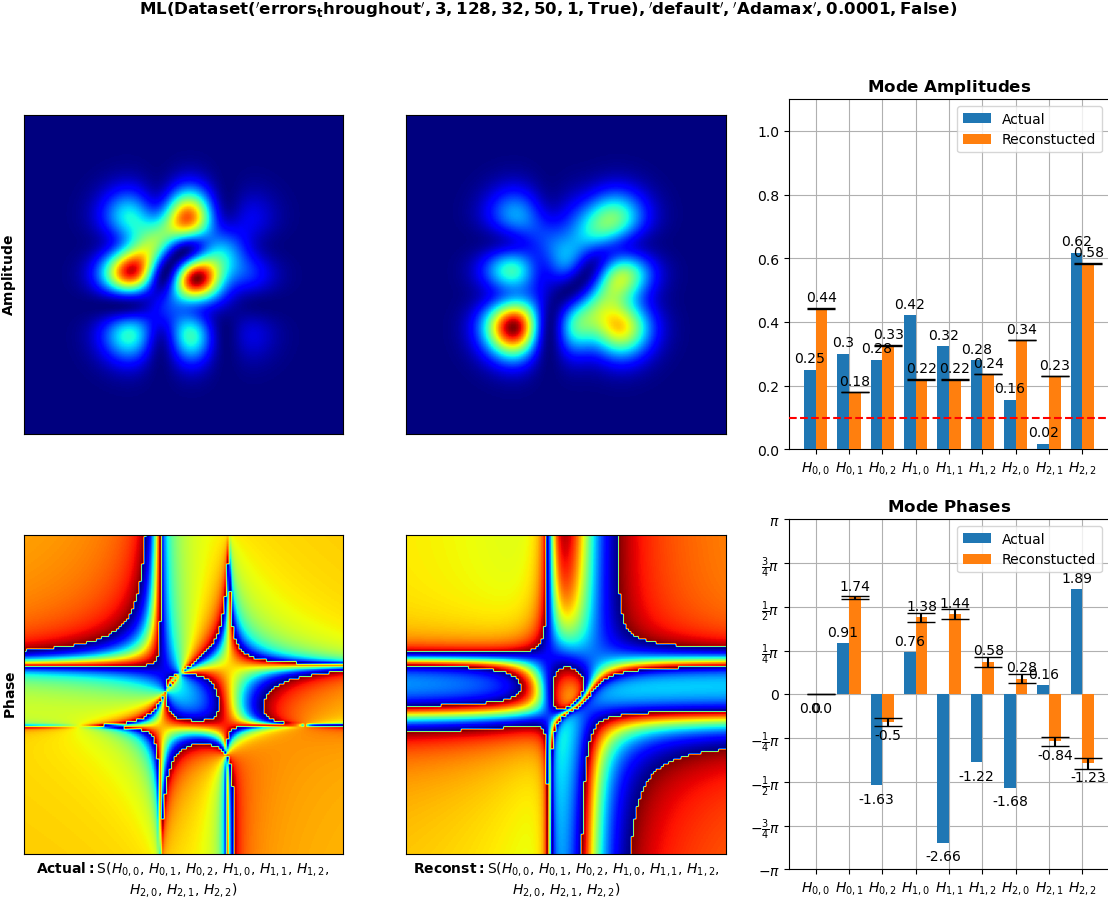 ML(Dataset('errors_throughout', 3, 128, 32, 50, 1, True), 'default', 'Adamax', 0.0001, False)
Amplitude
Mode Amplitudes
Actual
Reconstucted
1.0
0.8
0.6
0.4
0.2
0.0
0.25
0.44
0.3
0.18
0.28
0.33
0.42
0.22
0.32
0.22
0.28
0.24
0.16
0.34
0.02
0.23
0.62
0.58
H0,0 H0,1 H0,2 H1,0 H1,1 H1,2 H2,0 H2,1 H2,2
Phase
Mode Phases
Actual
Reconstucted
π
3/4π
1/2π
1/4π
0
−1/4π
−1/2π
−3/4π
−π
0.0
0.0
0.91
1.74
-1.63
-0.5
0.76
1.38
-2.66
1.44
-1.22
0.58
-1.68
0.28
0.16
-0.84
1.89
-1.23
H0,0 H0,1 H0,2 H1,0 H1,1 H1,2 H2,0 H2,1 H2,2
Actual: S(H0,0, H0,1, H0,2, H1,0, H1,1, H1,2,
H2,0, H2,1, H2,2)
Reconst: S(H0,0, H0,1, H0,2, H1,0, H1,1, H1,2,
H2,0, H2,1, H2,2)